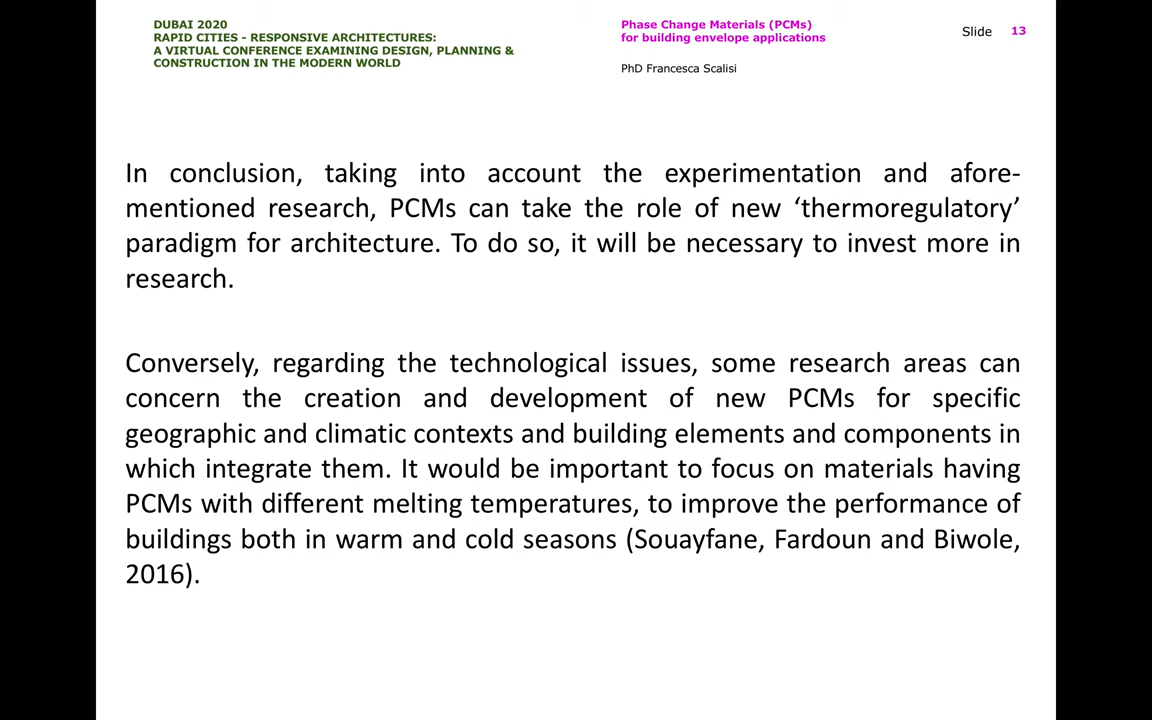 DUBAI 2020
RAPID CITIES - RESPONSIVE ARCHITECTURES:
A VIRTUAL CONFERENCE EXAMINING DESIGN, PLANNING &
CONSTRUCTION IN THE MODERN WORLD
Phase Change Materials (PCMs)
for building envelope applications
PhD Francesca Scalisi
Slide 13
In conclusion, taking into account the experimentation and afore-
mentioned research, PCMs can take the role of new ‘thermoregulatory’
paradigm for architecture. To do so, it will be necessary to invest more in
research.
Conversely, regarding the technological issues, some research areas can
concern the creation and development of new PCMs for specific
geographic and climatic contexts and building elements and components in
which integrate them. It would be important to focus on materials having
PCMs with different melting temperatures, to improve the performance of
buildings both in warm and cold seasons (Souayfane, Fardoun and Biwole,
2016).